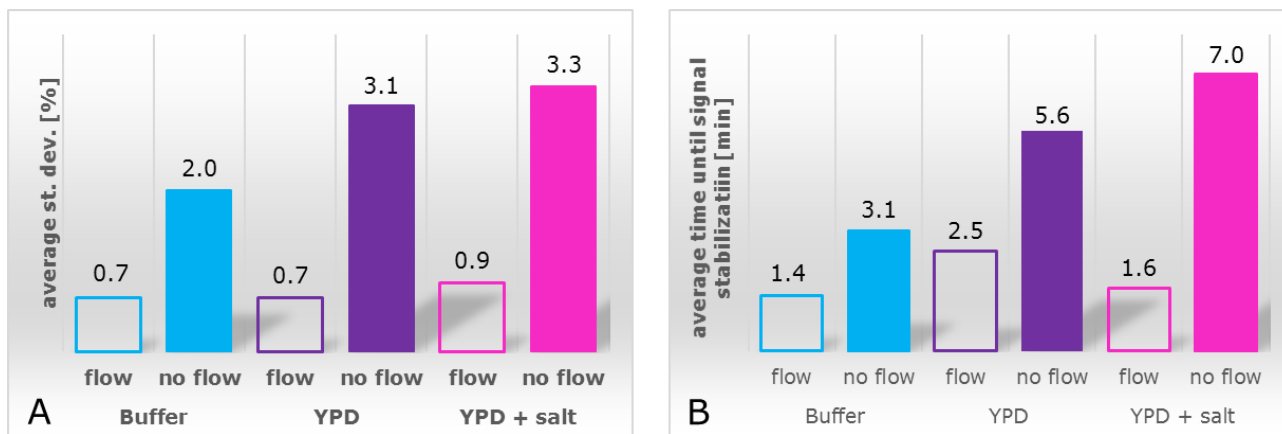 average st. dev. [%]
0.7
2.0
0.7
3.1
0.9
3.3
flow
no flow
flow
no flow
flow
no flow
Buffer
YPD
YPD + salt
A
average time until signal
stabilizatiin [min]
1.4
3.1
2.5
5.6
1.6
7.0
flow
no flow
flow
no flow
flow
no flow
Buffer
YPD
YPD + salt
B